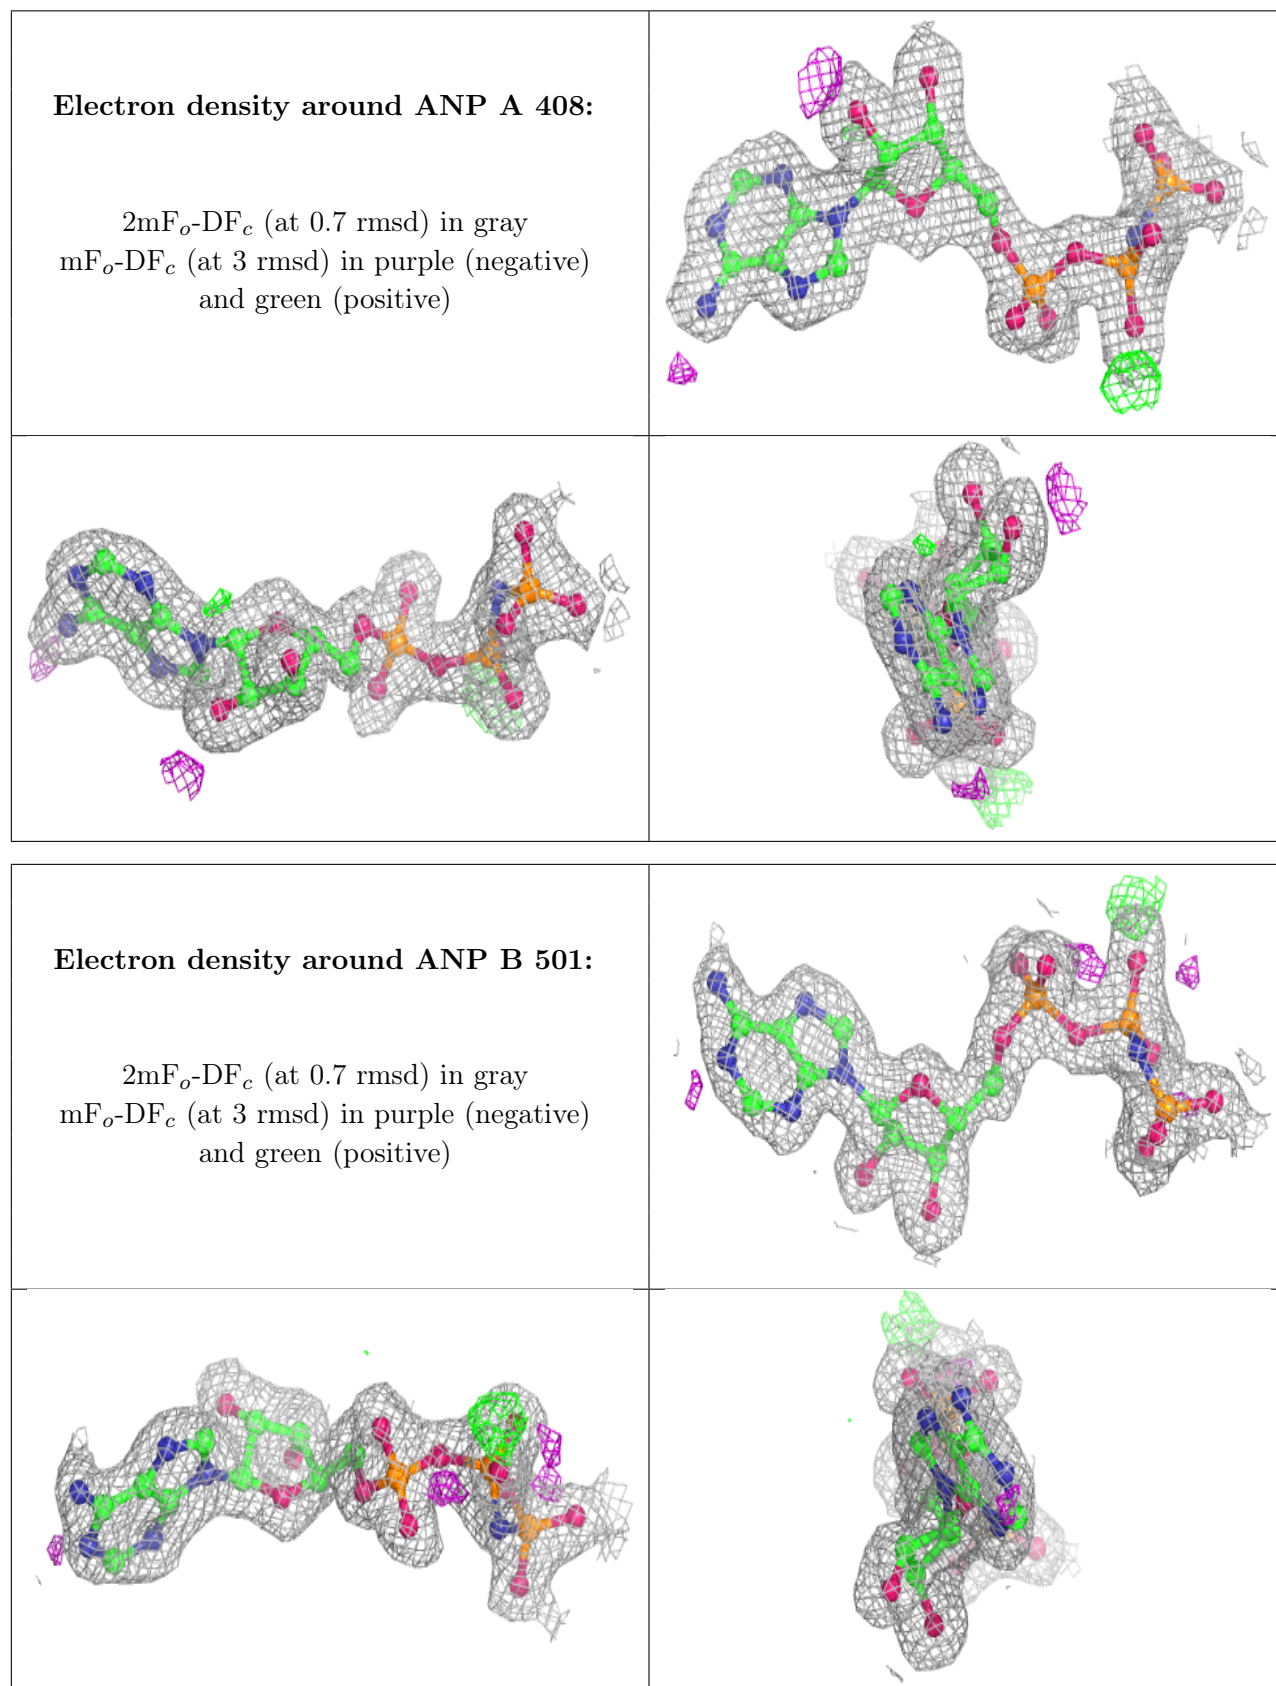 Electron density around ANP A 408:
2mFo-DFc (at 0.7 rmsd) in gray
mFo-DFc (at 3 rmsd) in purple (negative)
and green (positive)
Electron density around ANP B 501:
2mFo-DFc (at 0.7 rmsd) in gray
mFo-DFc (at 3 rmsd) in purple (negative)
and green (positive)